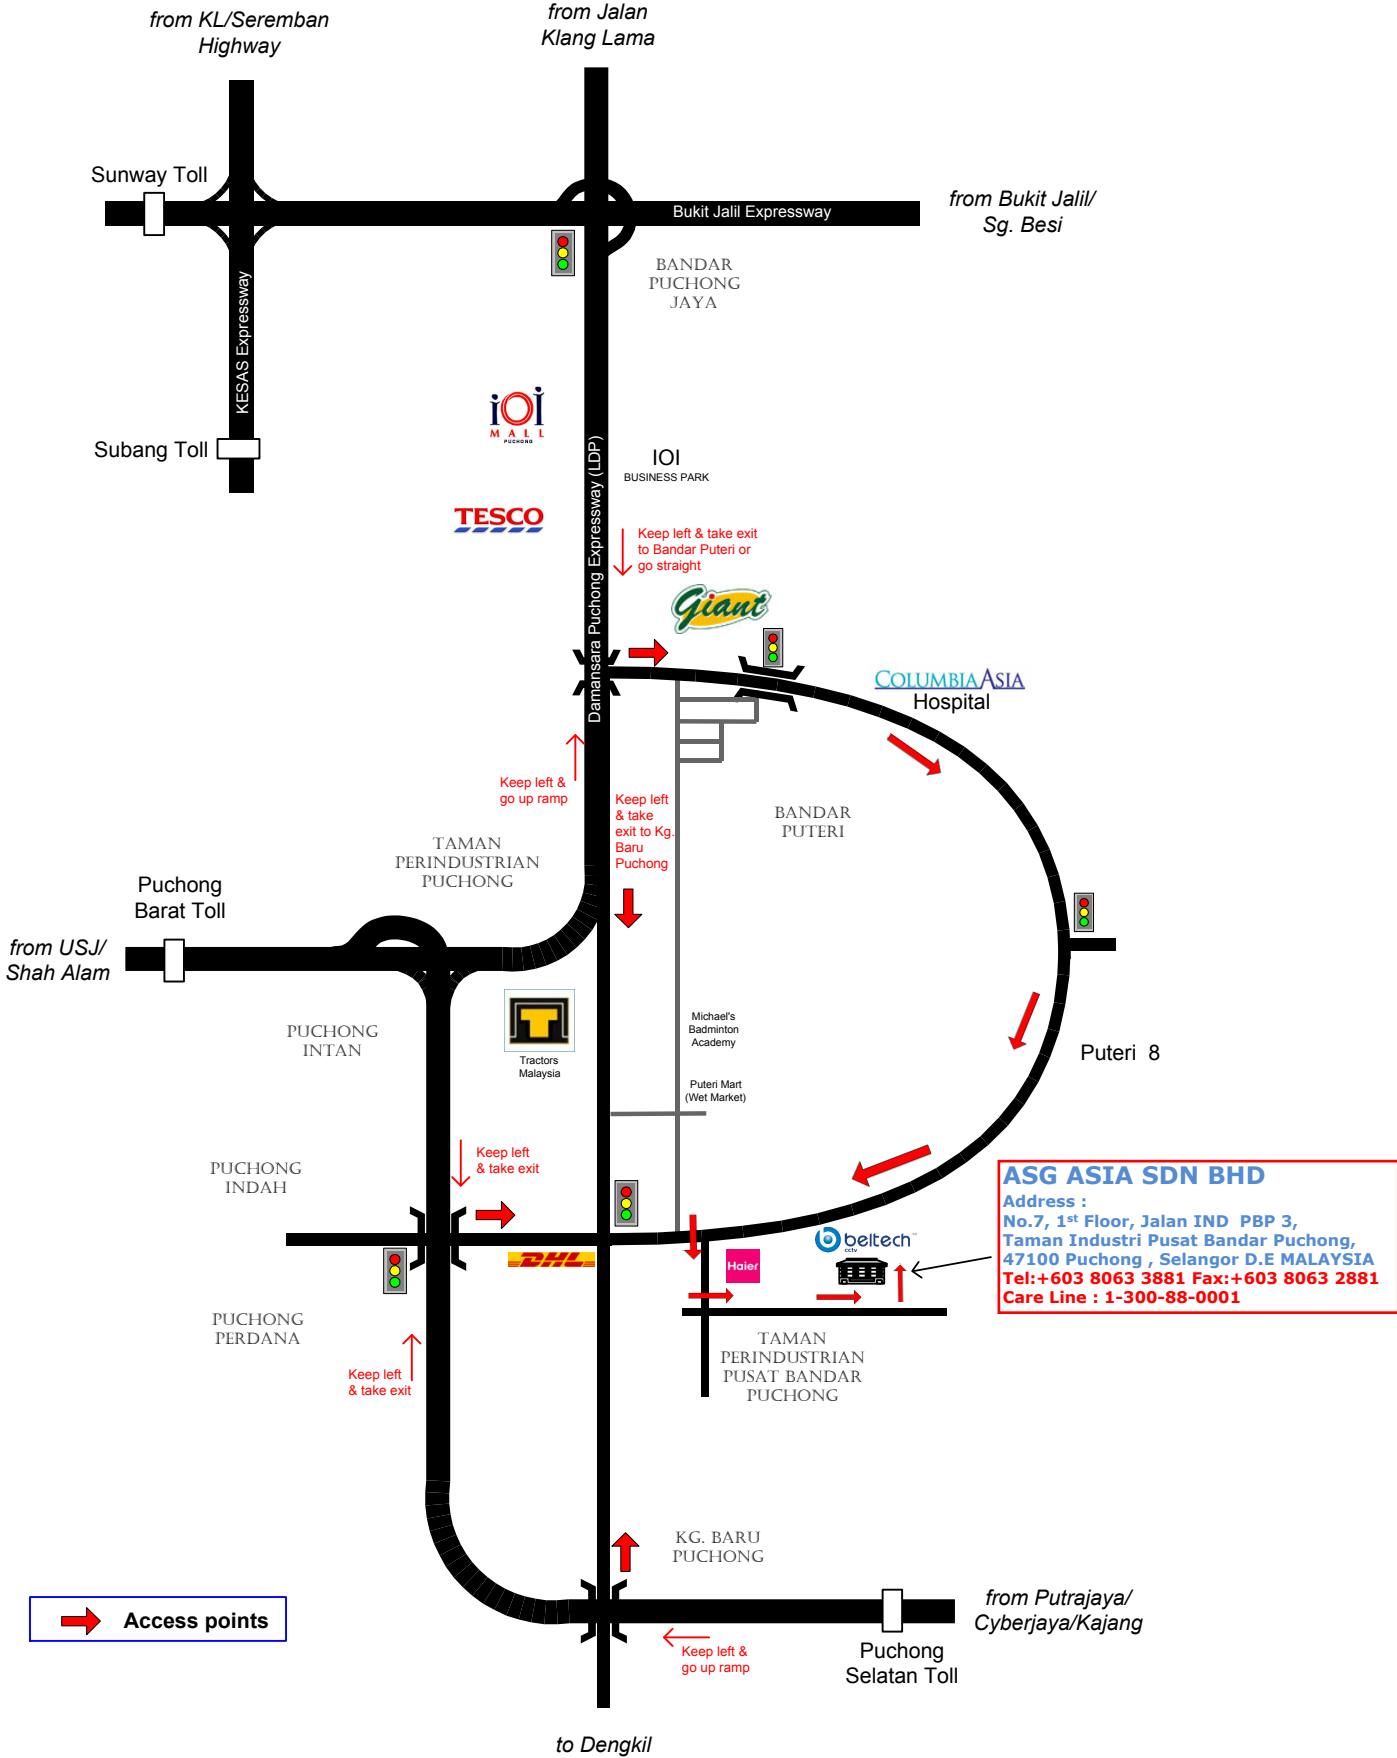 from KL/Seremban
Highway
from Jalan
Klang Lama
Sunway Toll
Bukit Jalil Expressway
from Bukit Jalil/
Sg. Besi
BANDAR
PUCHONG
JAYA
KESAS Expressway
Subang Toll
iOi
MALL
PUCHONG
IOI
BUSINESS PARK
TESCO
Damansara Puchong Expressway (LDP)
Keep left & take exit
to Bandar Puteri or
go straight
Giant
COLUMBIA ASIA
Hospital
Keep left &
go up ramp
Keep left
& take
exit to Kg.
Baru
Puchong
BANDAR
PUTERI
TAMAN
PERINDUSTRIAN
PUCHONG
Puchong
Barat Toll
from USJ/
Shah Alam
PUCHONG
INTAN
T
Tractors
Malaysia
Michael's
Badminton
Academy
Puteri 8
Puteri Mart
(Wet Market)
Keep left
& take exit
PUCHONG
INDAH
ASG ASIA SDN BHD
Address :
No.7, 1st Floor, Jalan IND PBP 3,
Taman Industri Pusat Bandar Puchong,
47100 Puchong , Selangor D.E MALAYSIA
Tel:+603 8063 3881 Fax:+603 8063 2881
Care Line : 1-300-88-0001
DHL
Haier
beltech™
cctv
PUCHONG
PERDANA
Keep left
& take exit
TAMAN
PERINDUSTRIAN
PUSAT BANDAR
PUCHONG
KG. BARU
PUCHONG
Access points
from Putrajaya/
Cyberjaya/Kajang
Keep left &
go up ramp
Puchong
Selatan Toll
to Dengkil